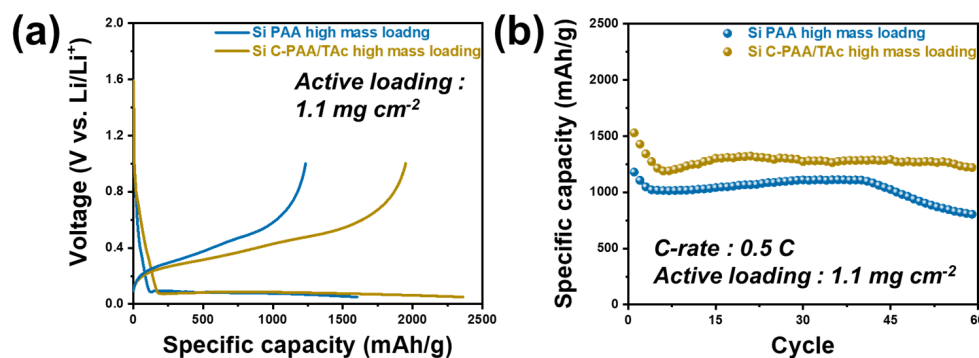 (a)
Si PAA high mass loadng
Si C-PAA/TAc high mass loading
Active loading :
1.1 mg cm-2
Voltage (V vs. Li/Li+)
2.0
1.6
1.2
0.8
0.4
0.0
0 500 1000 1500 2000 2500
Specific capacity (mAh/g)
(b)
Si PAA high mass loadng
Si C-PAA/TAc high mass loading
C-rate : 0.5 C
Active loading : 1.1 mg cm-2
Specific capacity (mAh/g)
2500
2000
1500
1000
500
0
0 15 30 45 60
Cycle